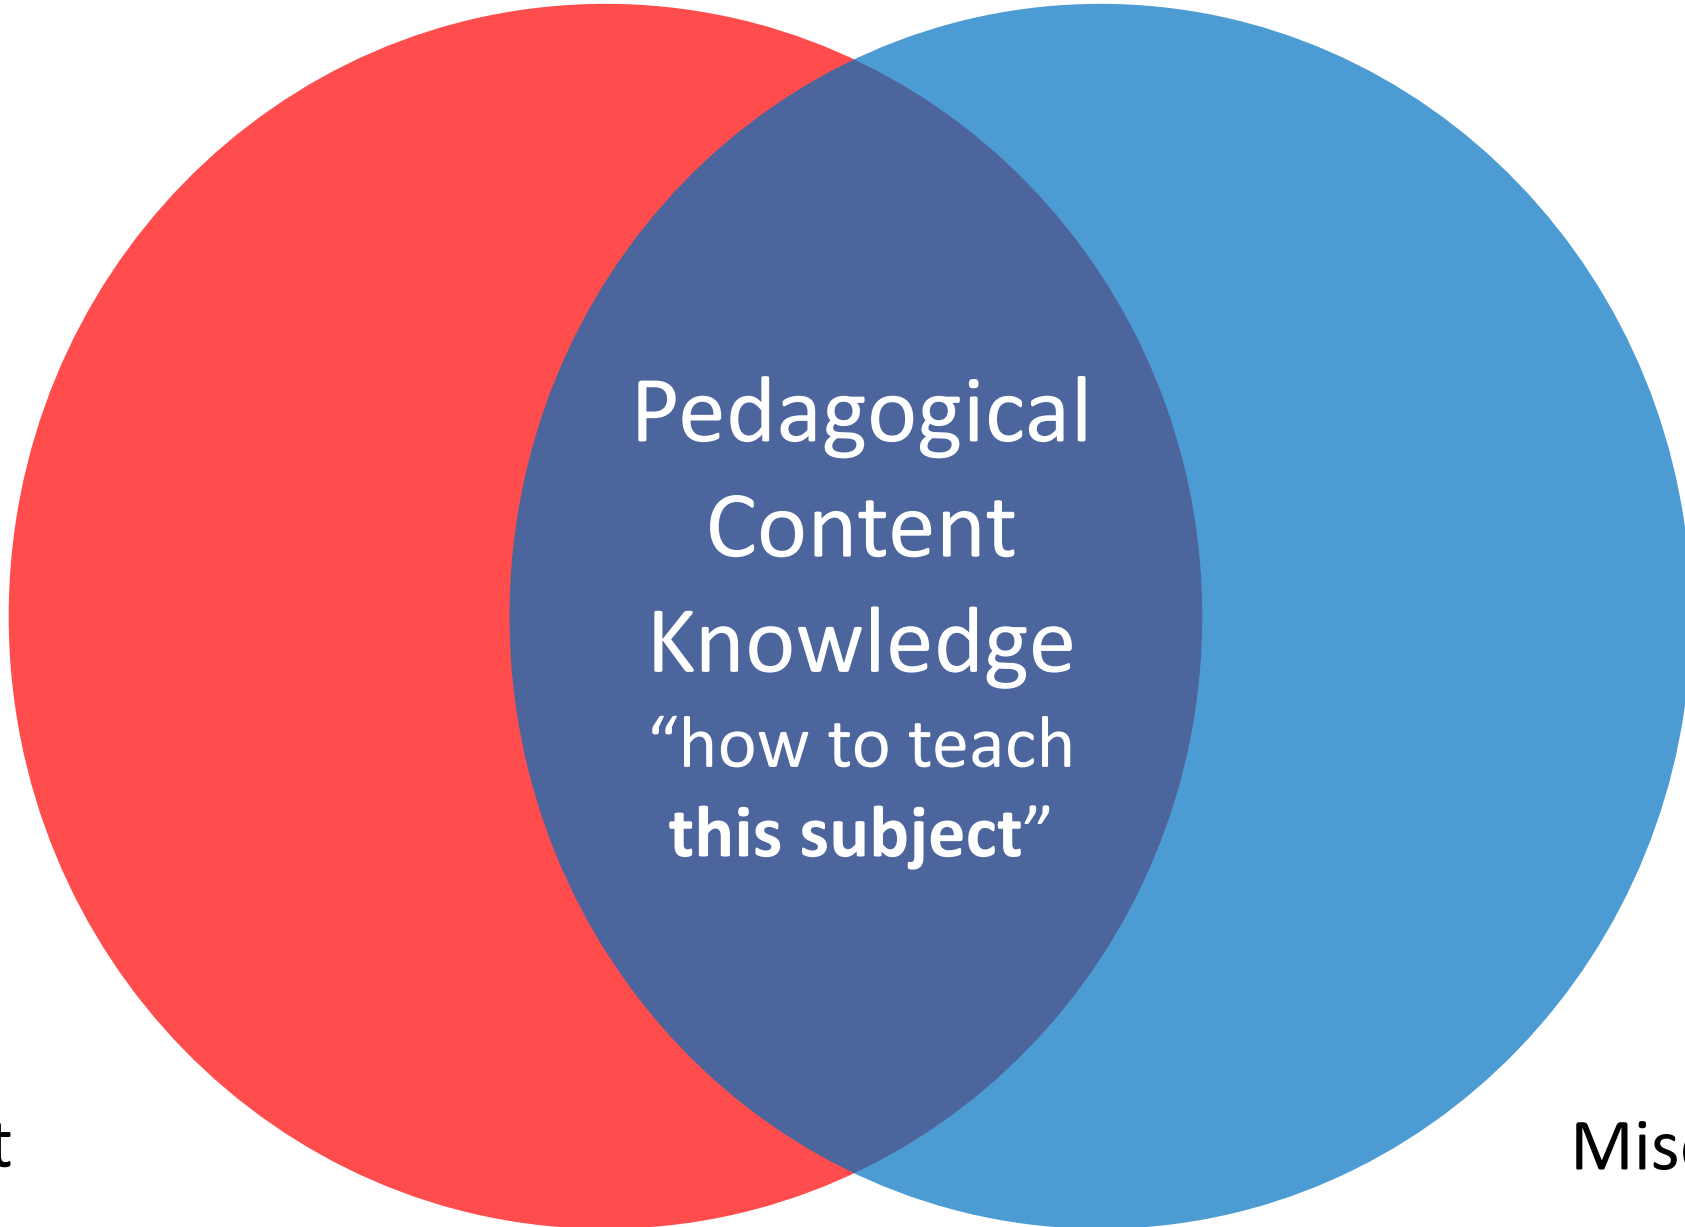 Pedagogical
Content
Knowledge
“how to teach
this subject”